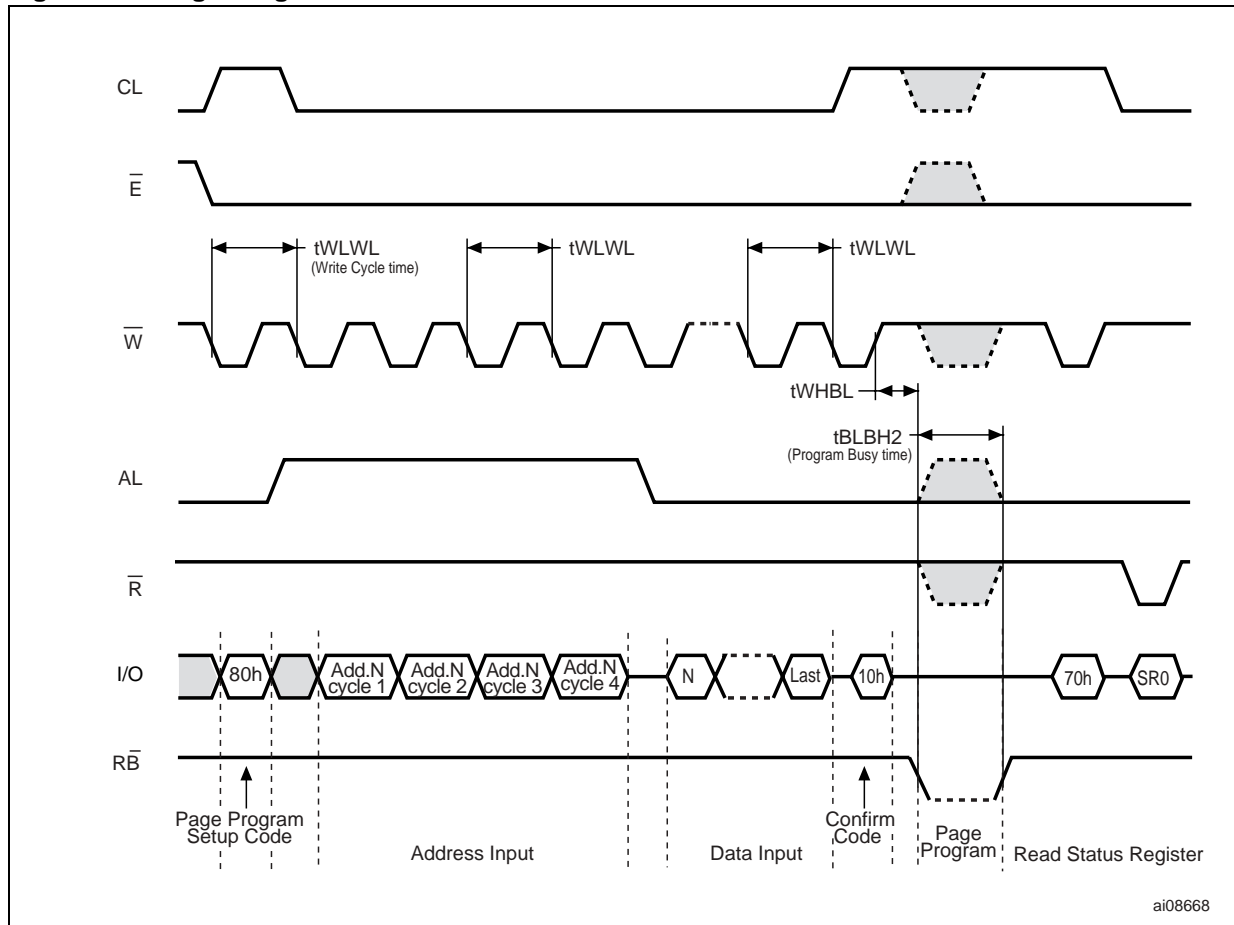 CL
E
tWLWL
(Write Cycle time)
tWLWL
tWLWL
W
tWHBL
tBLBH2
(Program Busy time)
AL
R
I/O
80h
Add.N
cycle 1
Add.N
cycle 2
Add.N
cycle 3
Add.N
cycle 4
N
Last
10h
70h
SR0
RB
Page Program
Setup Code
Address Input
Data Input
Confirm
Code
Page
Program
Read Status Register
ai08668